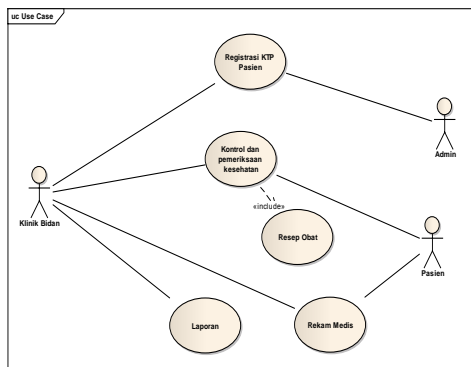 uc Use Case
Registrasi KTP
Pasien
Admin
Kontrol dan
pemeriksaan
kesehatan
Klinik Bidan
«include»
Resep Obat
Pasien
Laporan
Rekam Medis